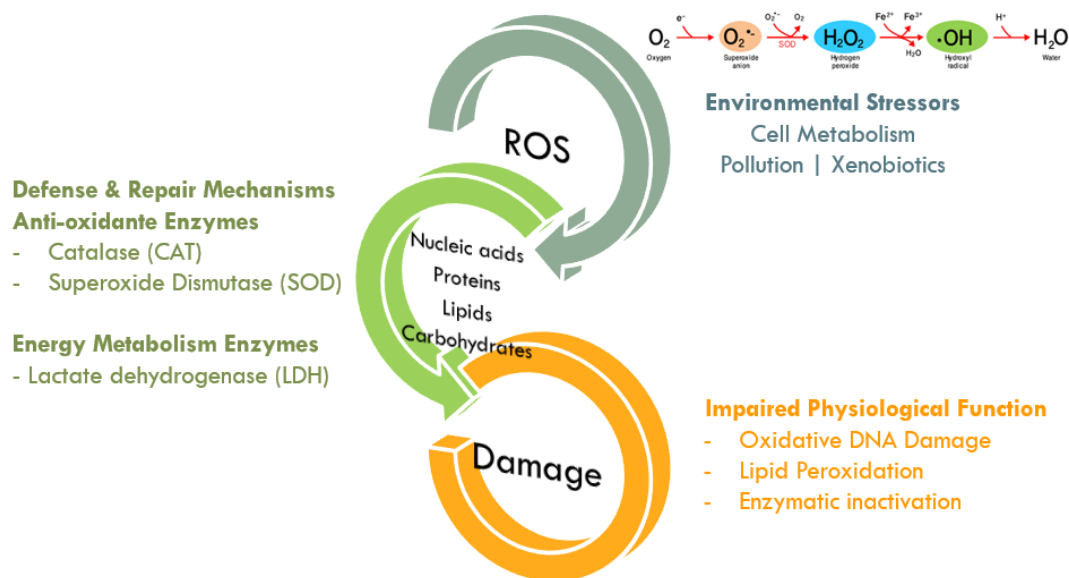 e⁻
O₂•⁻ O₂
Fe²⁺ Fe³⁺
H⁺
O₂ O₂•⁻ SOD H₂O₂ H₂O •OH H₂O
Oxygen Superoxide anion Hydrogen peroxide Hydroxyl radical Water
ROS
Environmental Stressors
Cell Metabolism
Pollution | Xenobiotics
Defense & Repair Mechanisms
Anti-oxidante Enzymes
- Catalase (CAT)
- Superoxide Dismutase (SOD)
Energy Metabolism Enzymes
- Lactate dehydrogenase (LDH)
Nucleic acids
Proteins
Lipids
Carbohydrates
Damage
Impaired Physiological Function
- Oxidative DNA Damage
- Lipid Peroxidation
- Enzymatic inactivation